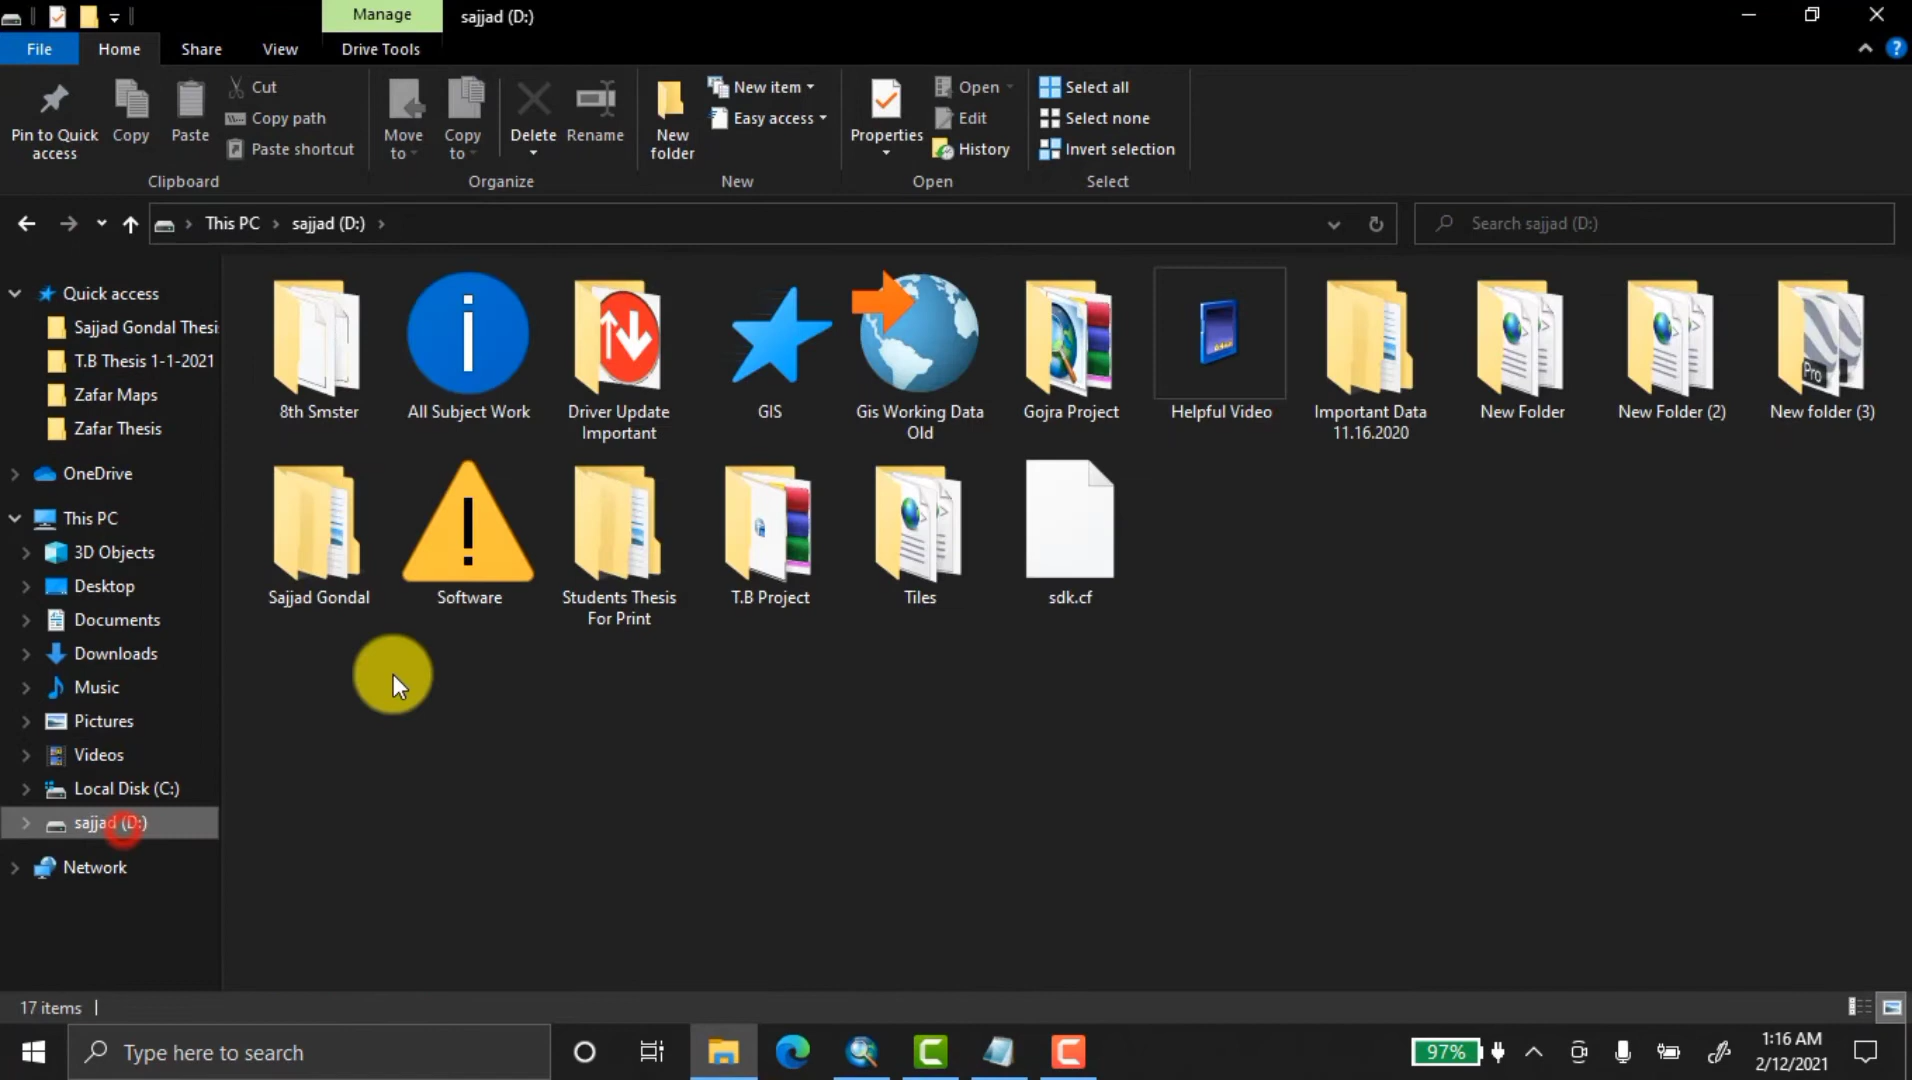 Manage
sajjad (D:)
File
Home
Share
View
Drive Tools
Pin to Quick
access
Copy
Paste
Cut
Copy path
Paste shortcut
Clipboard
Move
to
Copy
to
Delete
Rename
Organize
New
folder
New item
Easy access
New
Properties
Open
Edit
History
Open
Select all
Select none
Invert selection
Select
This PC
sajjad (D:)
Search sajjad (D:)
Quick access
Sajjad Gondal Thesi
T.B Thesis 1-1-2021
Zafar Maps
Zafar Thesis
OneDrive
This PC
3D Objects
Desktop
Documents
Downloads
Music
Pictures
Videos
Local Disk (C:)
sajjad (D:)
Network
8th Smster
All Subject Work
Driver Update
Important
GIS
Gis Working Data
Old
Gojra Project
Helpful Video
Important Data
11.16.2020
New Folder
New Folder (2)
Pro
New folder (3)
Sajjad Gondal
Software
Students Thesis
For Print
T.B Project
Tiles
sdk.cf
17 items
Type here to search
97%
1:16 AM
2/12/2021